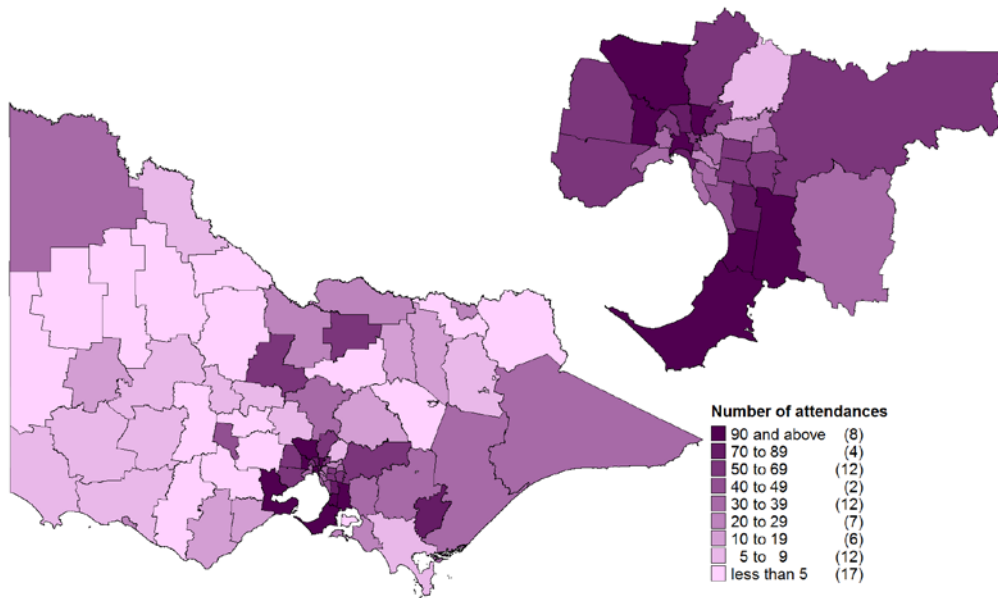 Number of attendances
90 and above (8)
70 to 89 (4)
50 to 69 (12)
40 to 49 (2)
30 to 39 (12)
20 to 29 (7)
10 to 19 (6)
5 to 9 (12)
less than 5 (17)